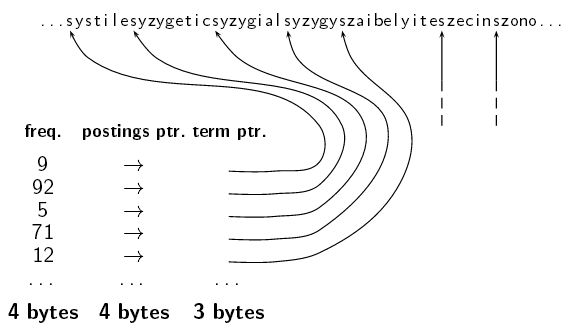 ...systilesyzygeticsyzygialsyzygyszaibelyiteszecinszono...
freq. postings ptr. term ptr.
9 →
92 →
5 →
71 →
12 →
... ... ...
4 bytes 4 bytes 3 bytes